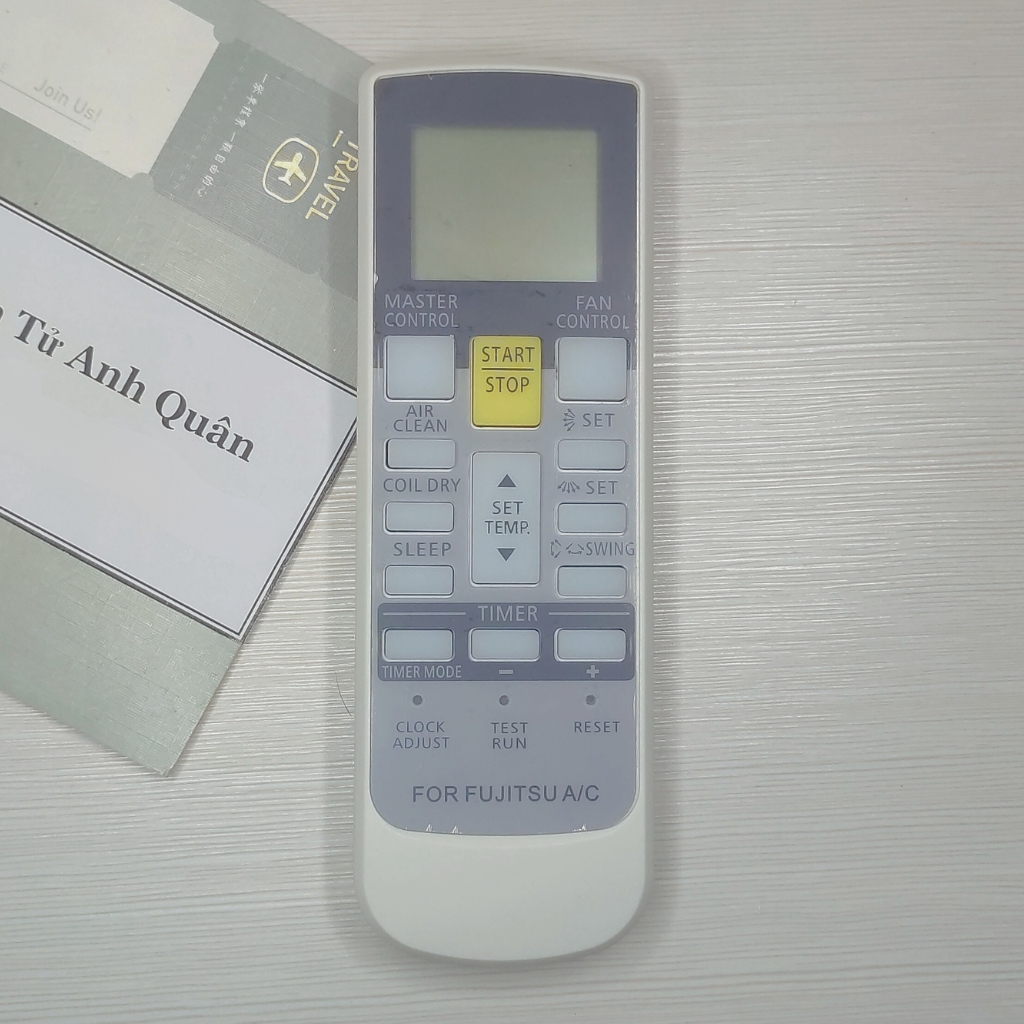 Join Us!
TRAVEL
Tử Anh Quân
MASTER
CONTROL
FAN
CONTROL
START
STOP
AIR
CLEAN
SET
COIL DRY
SET
TEMP.
SET
SLEEP
SWING
TIMER
TIMER MODE
−
+
CLOCK
ADJUST
TEST
RUN
RESET
FOR FUJITSU A/C